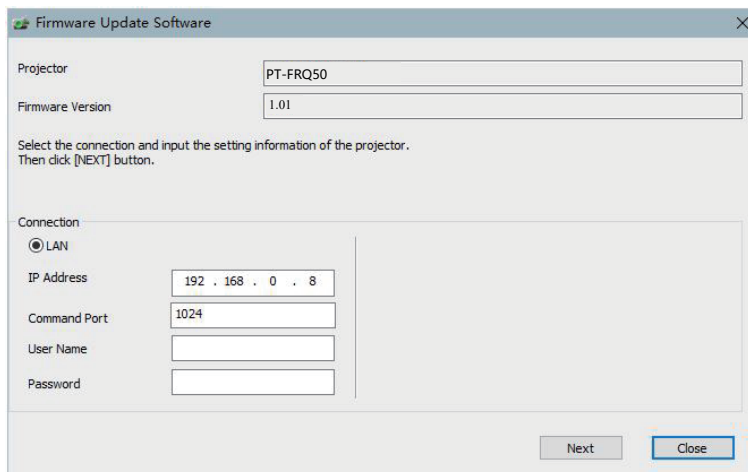 Firmware Update Software
Projector PT-FRQ50
Firmware Version 1.01
Select the connection and input the setting information of the projector.
Then click [NEXT] button.
Connection
LAN
IP Address 192 . 168 . 0 . 8
Command Port 1024
User Name
Password
Next Close